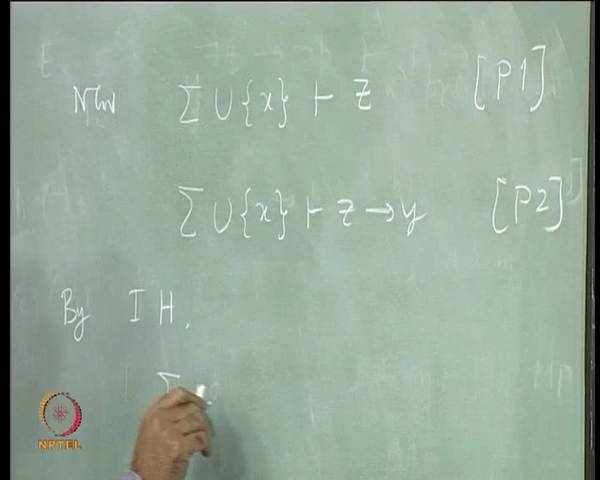 Now Σ ∪ {x} ⊢ z [P1]
Σ ∪ {x} ⊢ z → y [P2]
By I H.
Σ
NPTEL